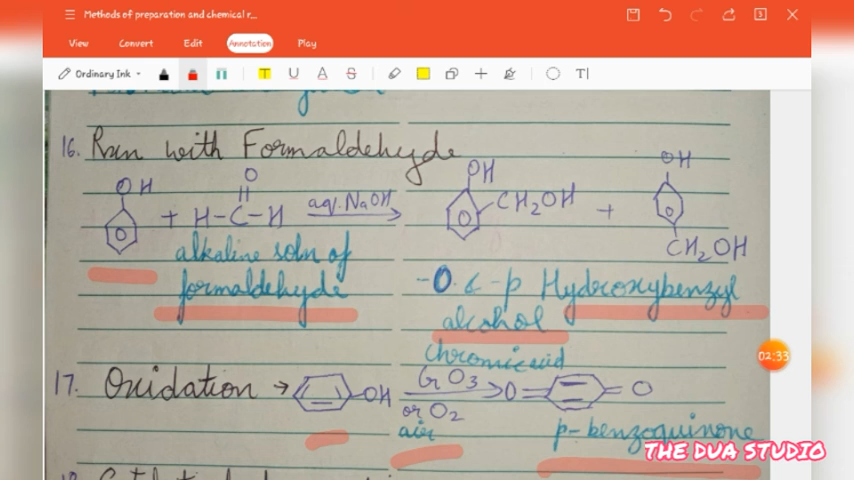 Methods of preparation and chemical r...
View Convert Edit Annotation Play
Ordinary Ink T U A S T
16. Rxn with Formaldehyde
OH + H-C-H aq. NaOH OH CH2OH + OH
O
CH2OH
alkaline soln of
formaldehyde
-O & -p Hydroxybenzyl
alcohol
Chromic acid
17. Oxidation → OH CrO3 O= =O
or O2
air
p-benzoquinone
02:33
THE DUA STUDIO
18.